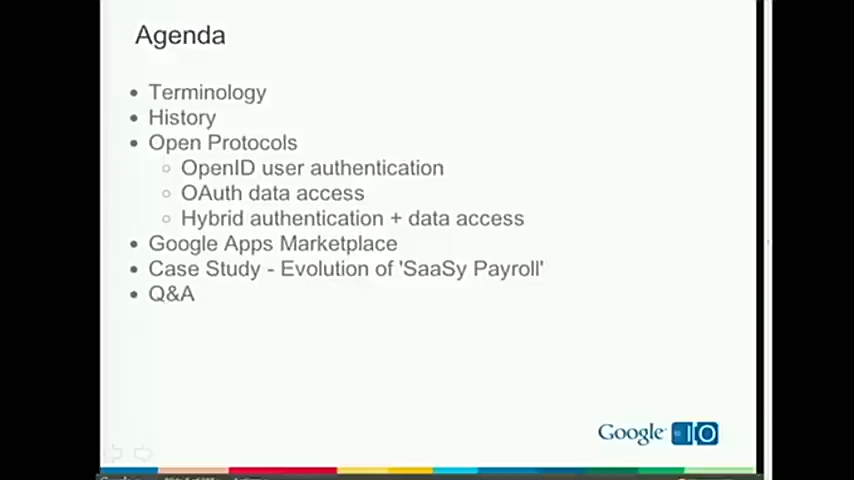 Agenda
• Terminology
• History
• Open Protocols
○ OpenID user authentication
○ OAuth data access
○ Hybrid authentication + data access
• Google Apps Marketplace
• Case Study - Evolution of 'SaaSy Payroll'
• Q&A
Google IO